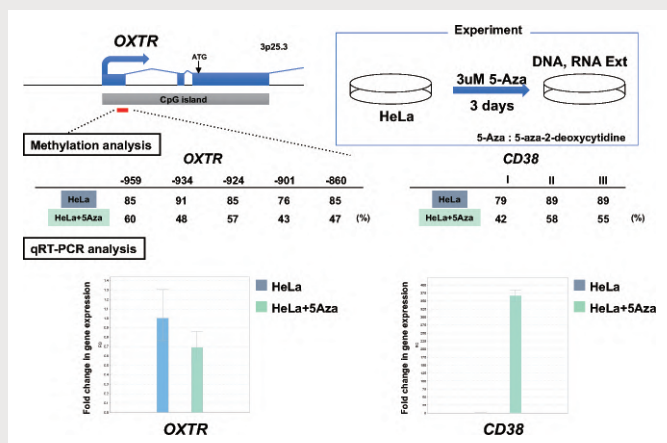 OXTR
ATG
3p25.3
CpG island
Experiment
HeLa
3uM 5-Aza
3 days
DNA, RNA Ext
5-Aza : 5-aza-2-deoxycytidine
Methylation analysis
OXTR
-959 -934 -924 -901 -860
HeLa 85 91 85 76 85
HeLa+5Aza 60 48 57 43 47 (%)
CD38
I II III
HeLa 79 89 89
HeLa+5Aza 42 58 55 (%)
qRT-PCR analysis
Fold change in gene expression
HeLa
HeLa+5Aza
OXTR
Fold change in gene expression
HeLa
HeLa+5Aza
CD38